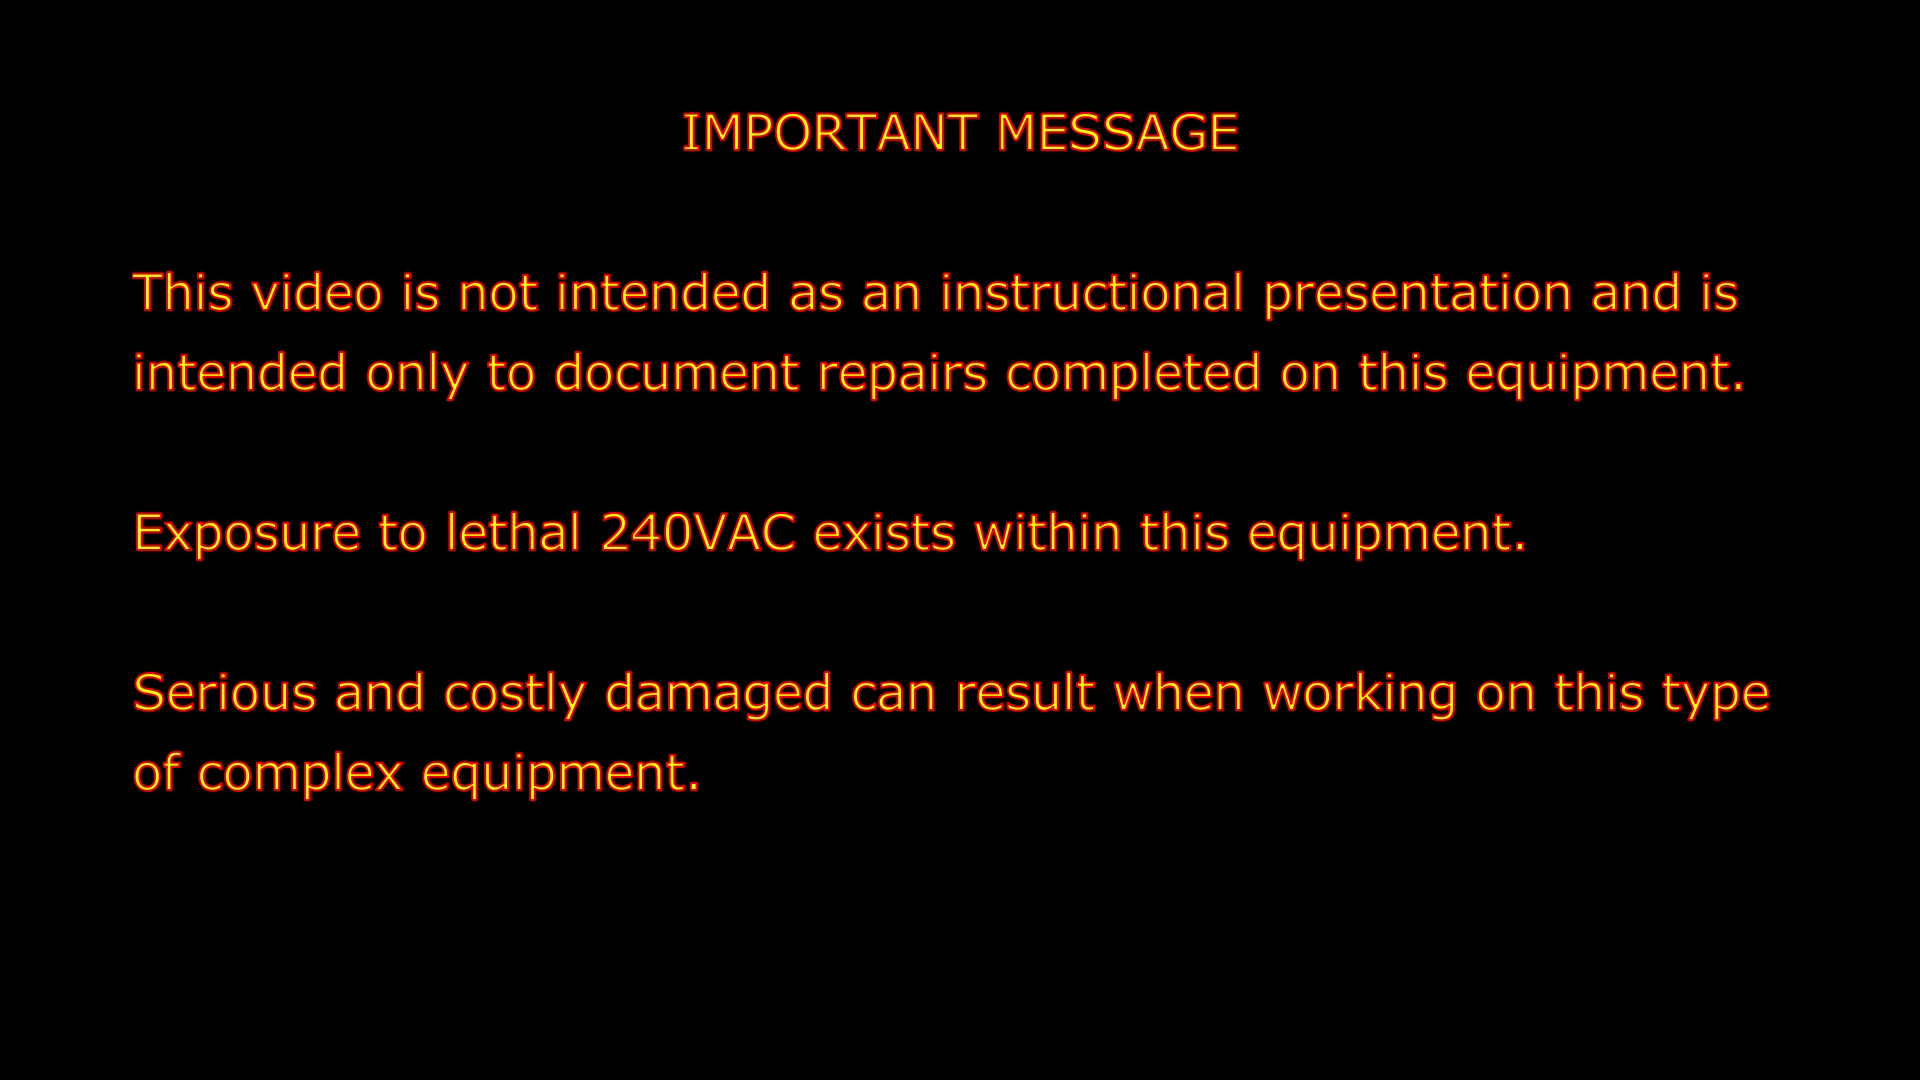 IMPORTANT MESSAGE
This video is not intended as an instructional presentation and is
intended only to document repairs completed on this equipment.
Exposure to lethal 240VAC exists within this equipment.
Serious and costly damaged can result when working on this type
of complex equipment.